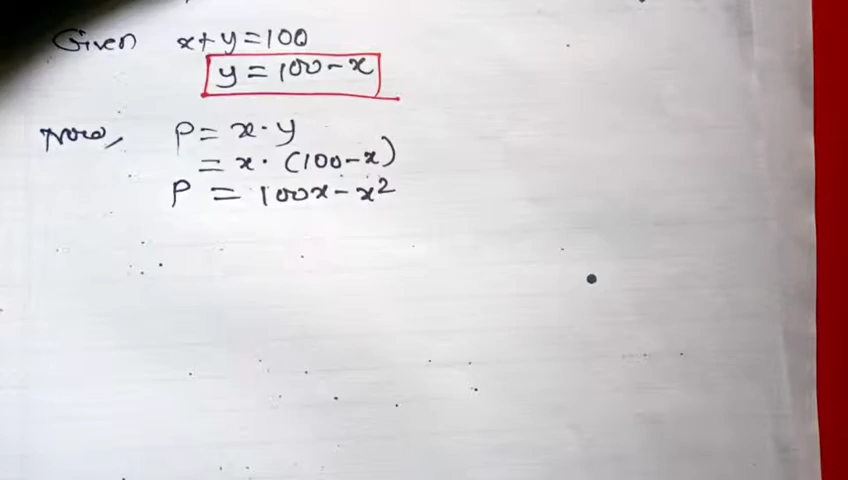 Given x+y=100
y=100-x
Now, P=x·y
=x·(100-x)
P=100x-x²